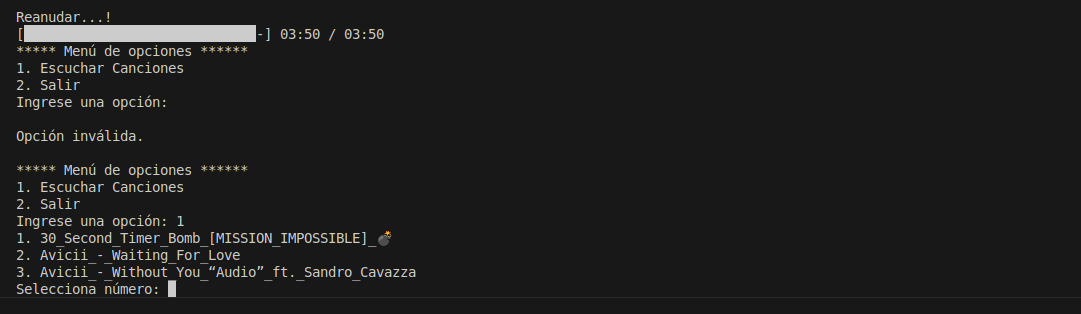 Reanudar...!
[█████████████████████████████-] 03:50 / 03:50
***** Menú de opciones ******
1. Escuchar Canciones
2. Salir
Ingrese una opción:
Opción inválida.
***** Menú de opciones ******
1. Escuchar Canciones
2. Salir
Ingrese una opción: 1
1. 30_Second_Timer_Bomb_[MISSION_IMPOSSIBLE]_💣
2. Avicii_-_Waiting_For_Love
3. Avicii_-_Without_You_“Audio”_ft._Sandro_Cavazza
Selecciona número: